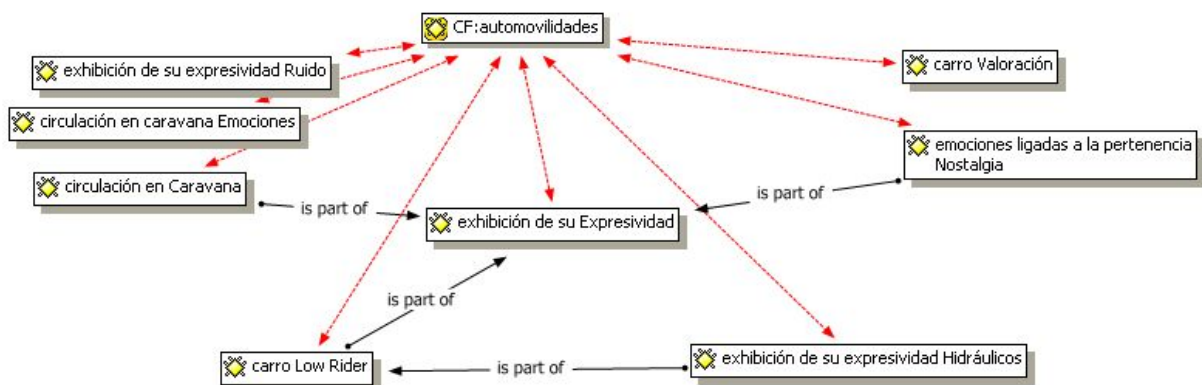 CF:automovilidades
exhibición de su expresividad Ruido
carro Valoración
circulación en caravana Emociones
emociones ligadas a la pertenencia
Nostalgia
circulación en Caravana
is part of
is part of
exhibición de su Expresividad
is part of
carro Low Rider
is part of
exhibición de su expresividad Hidráulicos